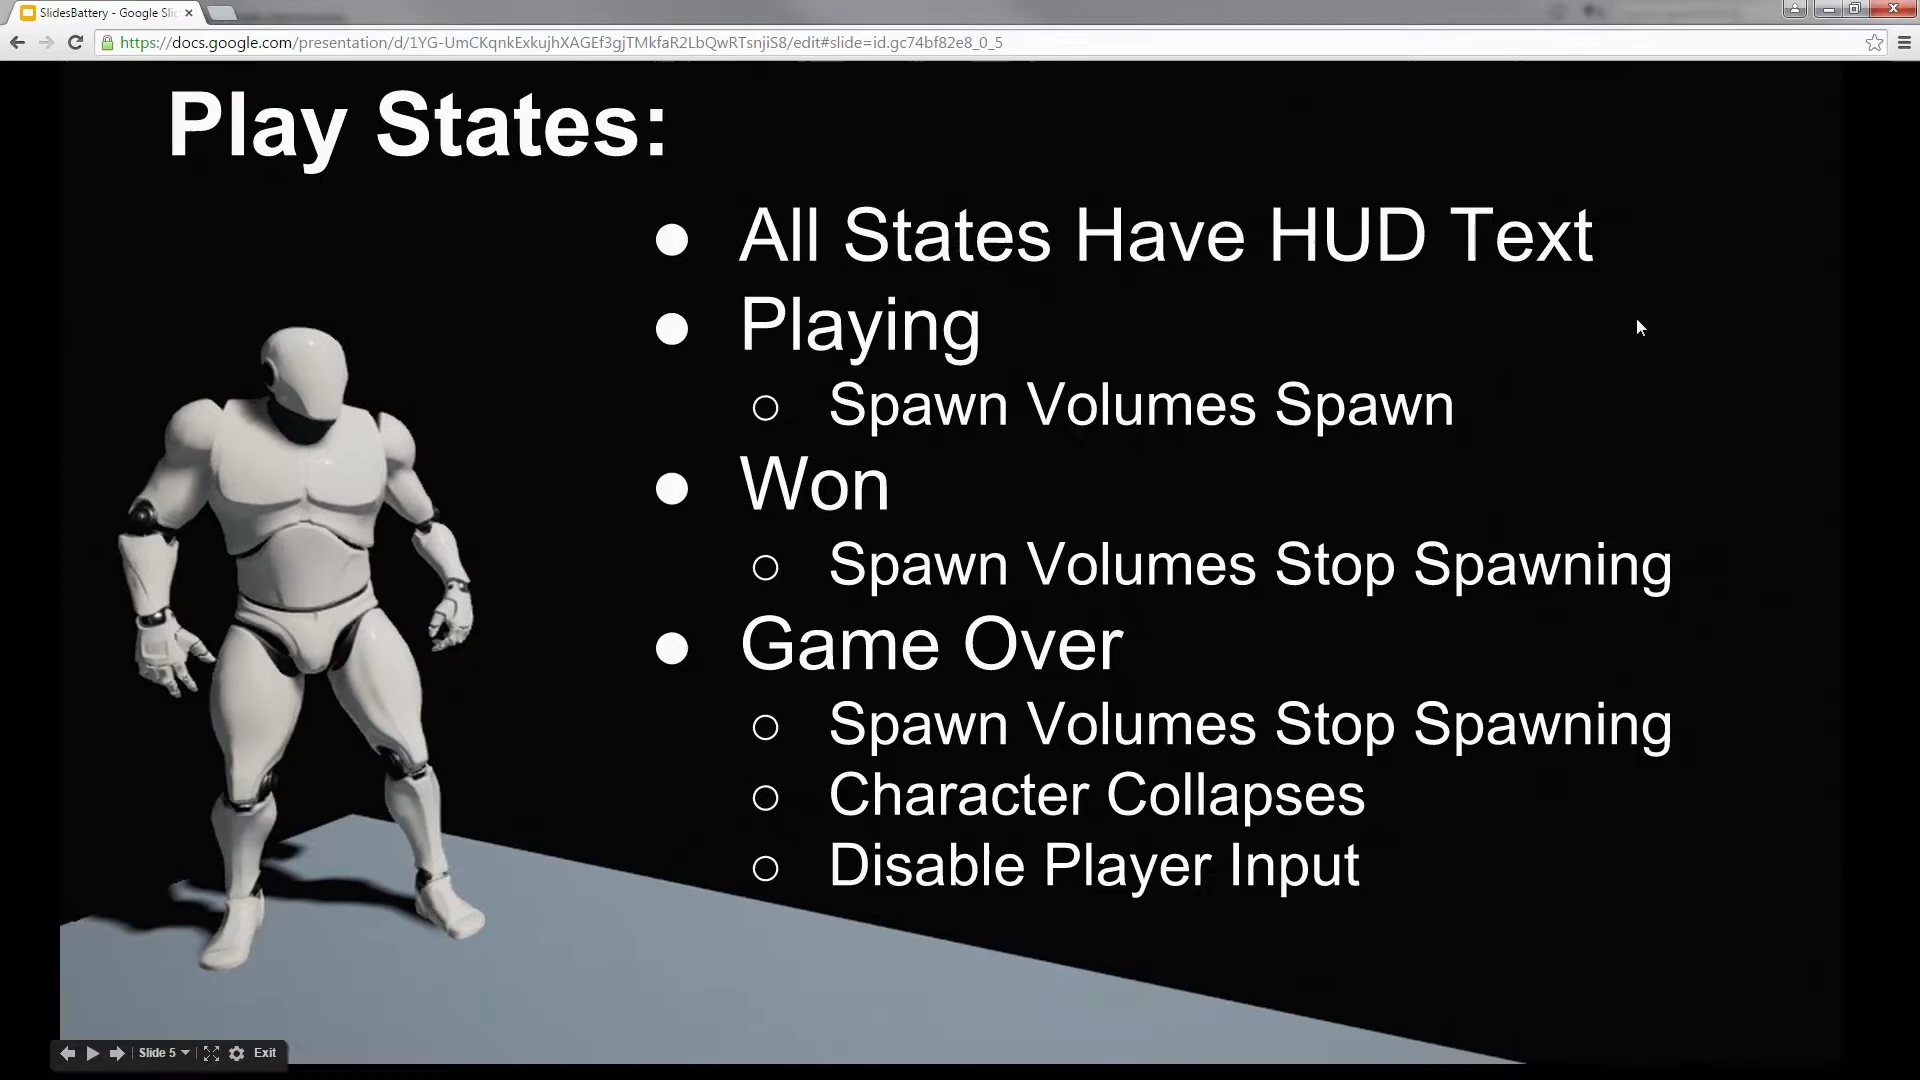 SlidesBattery - Google Sli
https://docs.google.com/presentation/d/1YG-UmCKqnkExkujhXAGEf3gjTMkfaR2LbQwRTsnjiS8/edit#slide=id.gc74bf82e8_0_5
Play States:
● All States Have HUD Text
● Playing
○ Spawn Volumes Spawn
● Won
○ Spawn Volumes Stop Spawning
● Game Over
○ Spawn Volumes Stop Spawning
○ Character Collapses
○ Disable Player Input
Slide 5
Exit